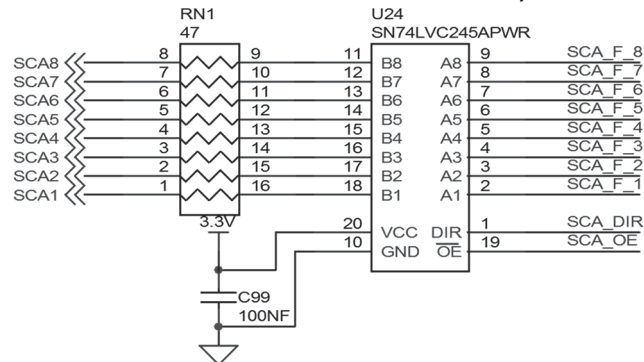 RN1 U24
47 SN74LVC245APWR
SCA8 8 9 11 B8 A8 9 SCA_F_8
SCA7 7 10 12 B7 A7 8 SCA_F_7
SCA6 6 11 13 B6 A6 7 SCA_F_6
SCA5 5 12 14 B5 A5 6 SCA_F_5
SCA4 4 13 15 B4 A4 5 SCA_F_4
SCA3 3 14 16 B3 A3 4 SCA_F_3
SCA2 2 15 17 B2 A2 3 SCA_F_2
SCA1 1 16 18 B1 A1 2 SCA_F_1
3.3V
20 VCC DIR 1 SCA_DIR
10 GND OE 19 SCA_OE
C99
100NF